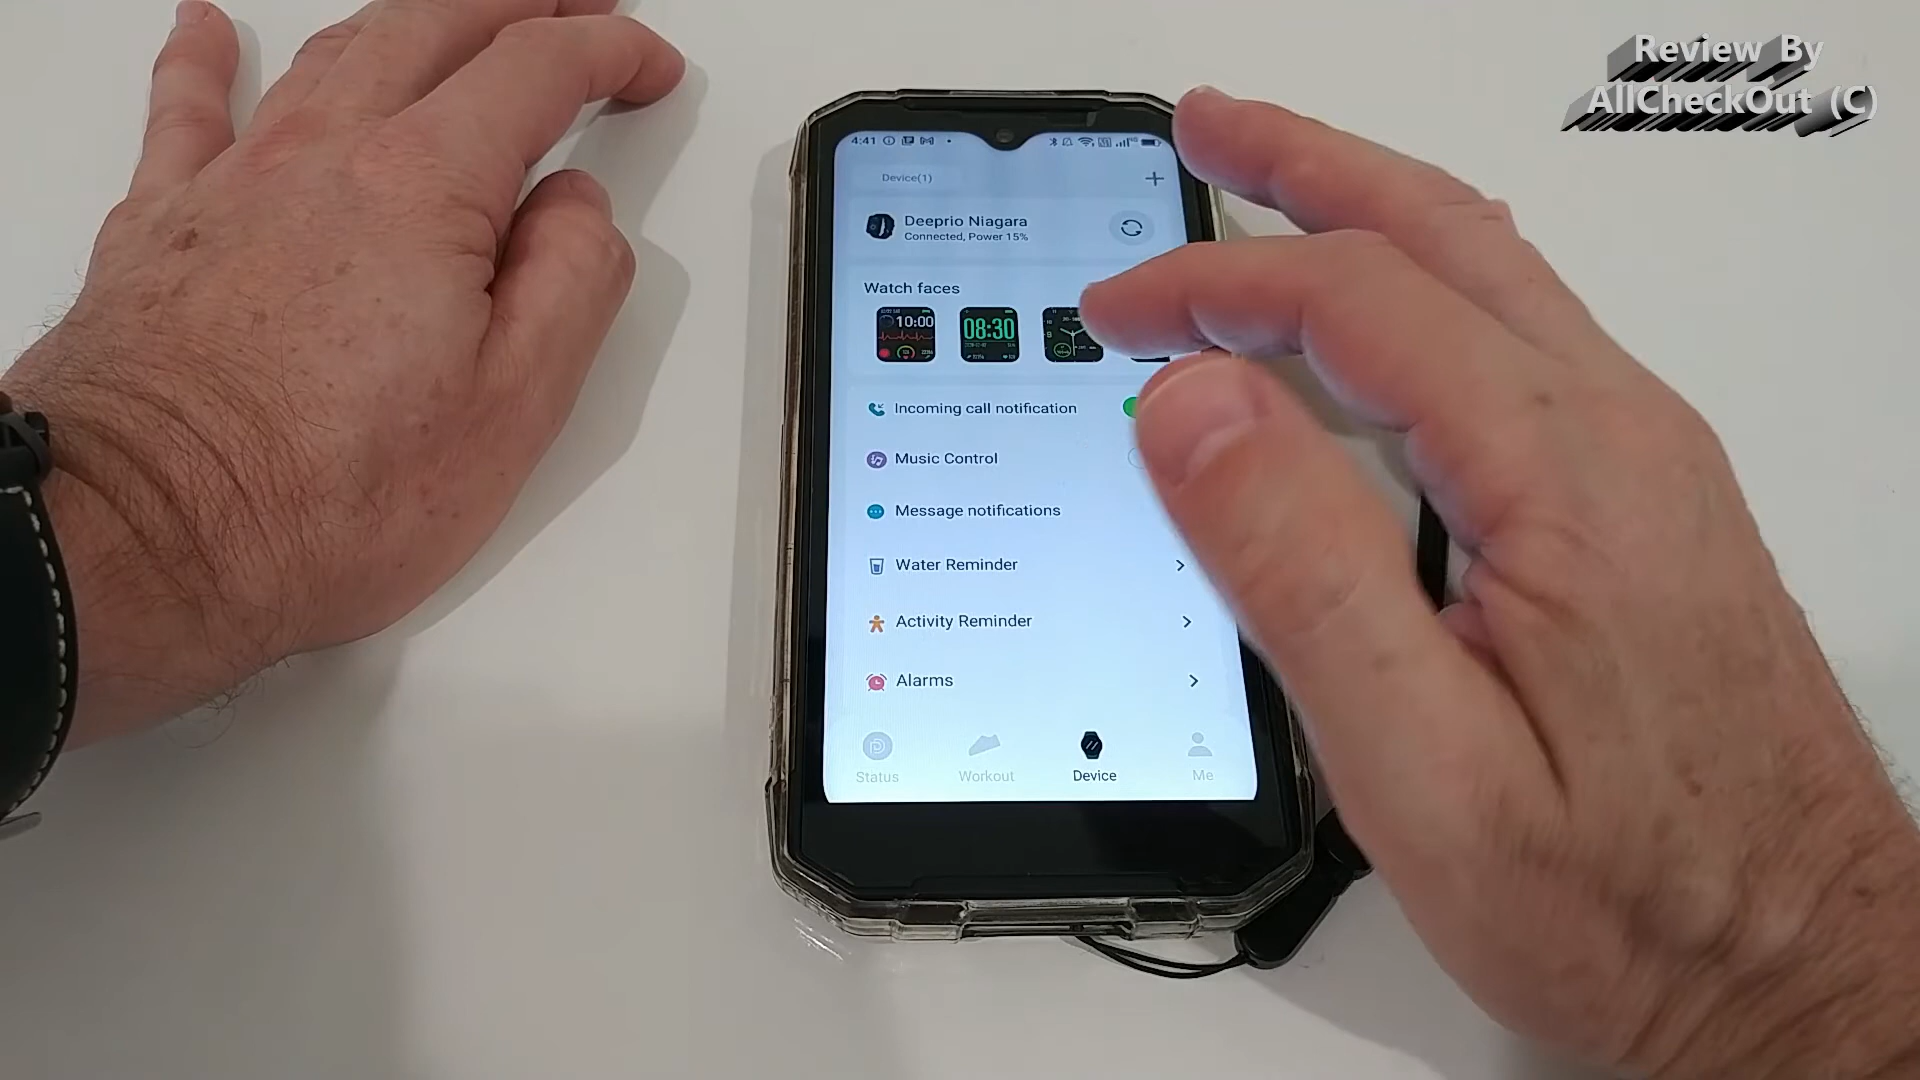 Review By
AllCheckOut (C)
4:41
Device(1)
Deeprio Niagara
Connected, Power 15%
Watch faces
10:00
08:30
Incoming call notification
Music Control
Message notifications
Water Reminder
Activity Reminder
Alarms
Status
Workout
Device
Me